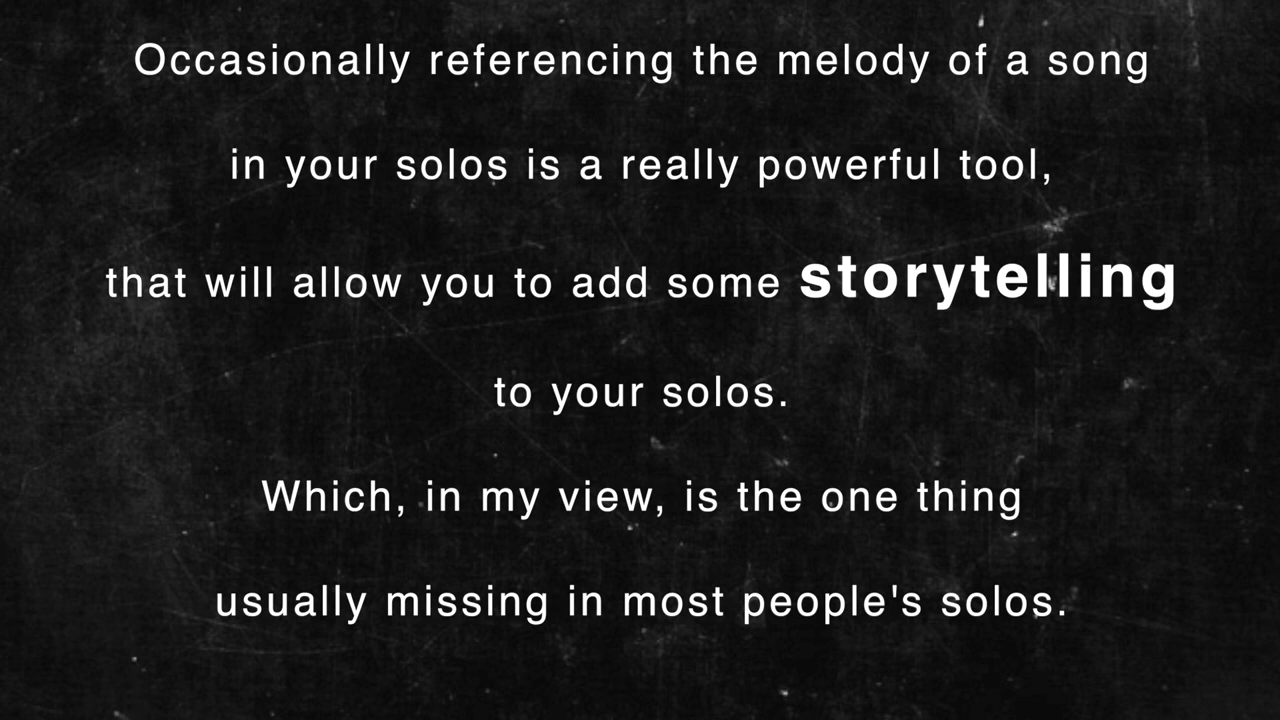 Occasionally referencing the melody of a song
in your solos is a really powerful tool,
that will allow you to add some storytelling
to your solos.
Which, in my view, is the one thing
usually missing in most people's solos.